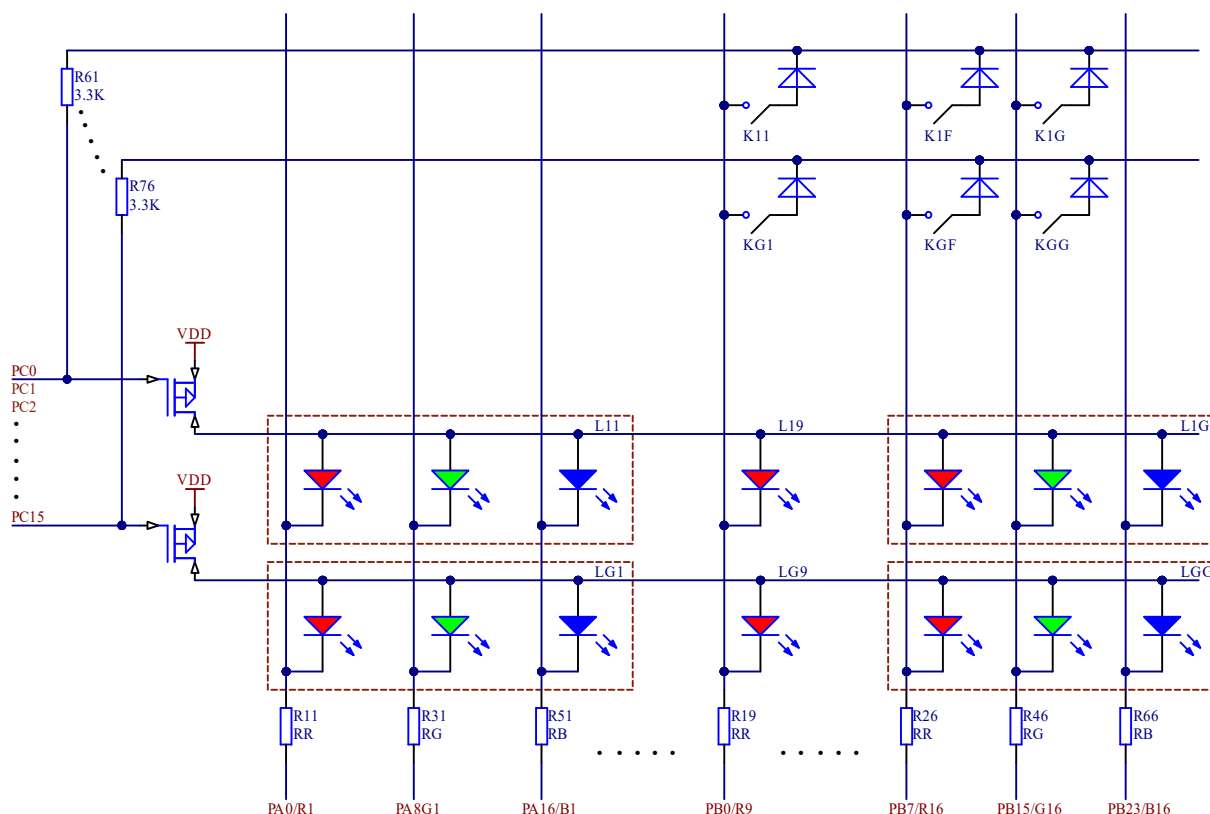 R61
3.3K
K11
K1F
K1G
R76
3.3K
KG1
KGF
KGG
VDD
PC0
PC1
PC2
L11
L19
L1G
VDD
PC15
LG1
LG9
LGG
R11
RR
R31
RG
R51
RB
R19
RR
R26
RR
R46
RG
R66
RB
PA0/R1
PA8G1
PA16/B1
PB0/R9
PB7/R16
PB15/G16
PB23/B16